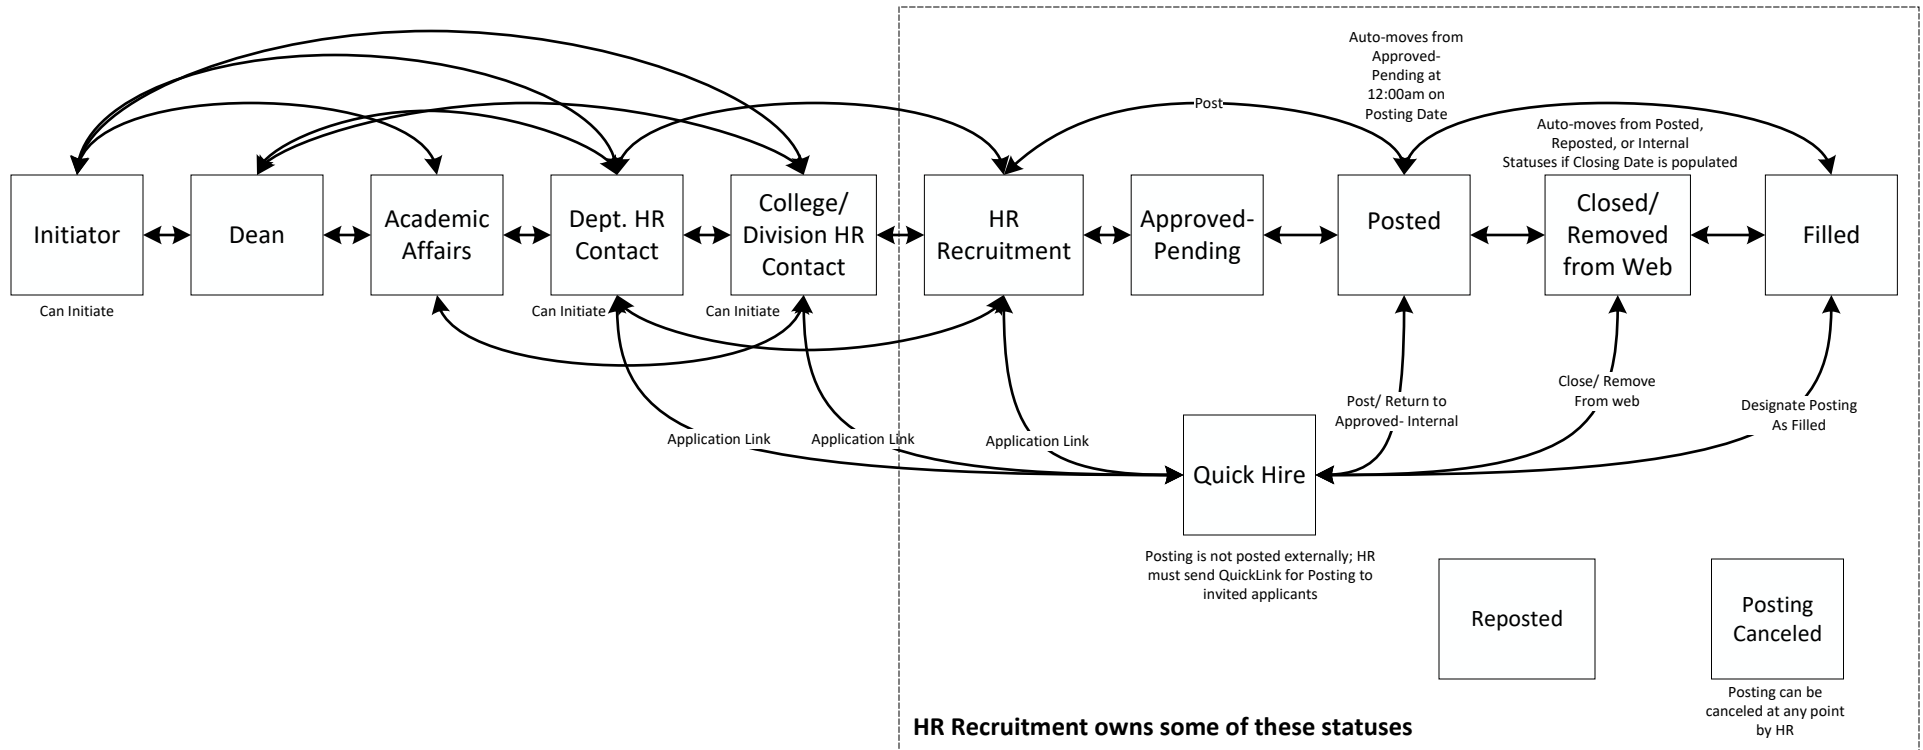 Auto-moves from
Approved-
Pending at
12:00am on
Posting Date
Post
Auto-moves from Posted,
Reposted, or Internal
Statuses if Closing Date is populated
Initiator
Dean
Academic
Affairs
Dept. HR
Contact
College/
Division HR
Contact
HR
Recruitment
Approved-
Pending
Posted
Closed/
Removed
from Web
Filled
Can Initiate
Can Initiate
Can Initiate
Application Link
Application Link
Application Link
Post/ Return to
Approved- Internal
Close/ Remove
From web
Designate Posting
As Filled
Quick Hire
Posting is not posted externally; HR
must send QuickLink for Posting to
invited applicants
Reposted
Posting
Canceled
Posting can be
canceled at any point
by HR
HR Recruitment owns some of these statuses